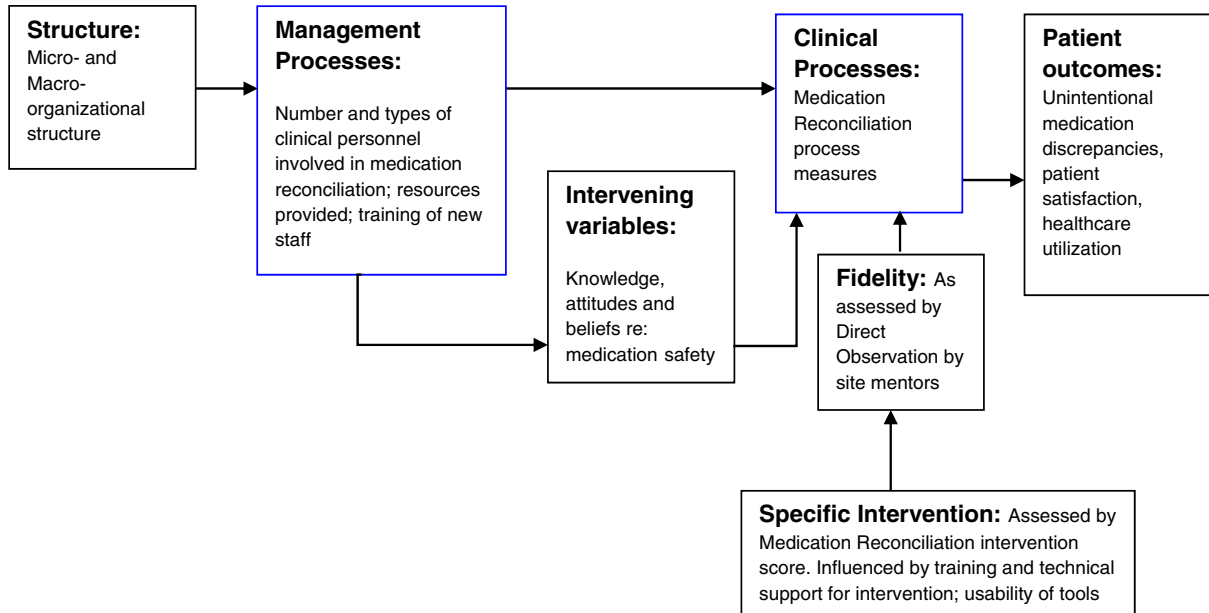 Structure:
Micro- and
Macro-
organizational
structure
Management
Processes:
Number and types of
clinical personnel
involved in medication
reconciliation; resources
provided; training of new
staff
Intervening
variables:
Knowledge,
attitudes and
beliefs re:
medication safety
Clinical
Processes:
Medication
Reconciliation
process
measures
Patient
outcomes:
Unintentional
medication
discrepancies,
patient
satisfaction,
healthcare
utilization
Fidelity: As
assessed by
Direct
Observation by
site mentors
Specific Intervention: Assessed by
Medication Reconciliation intervention
score. Influenced by training and technical
support for intervention; usability of tools